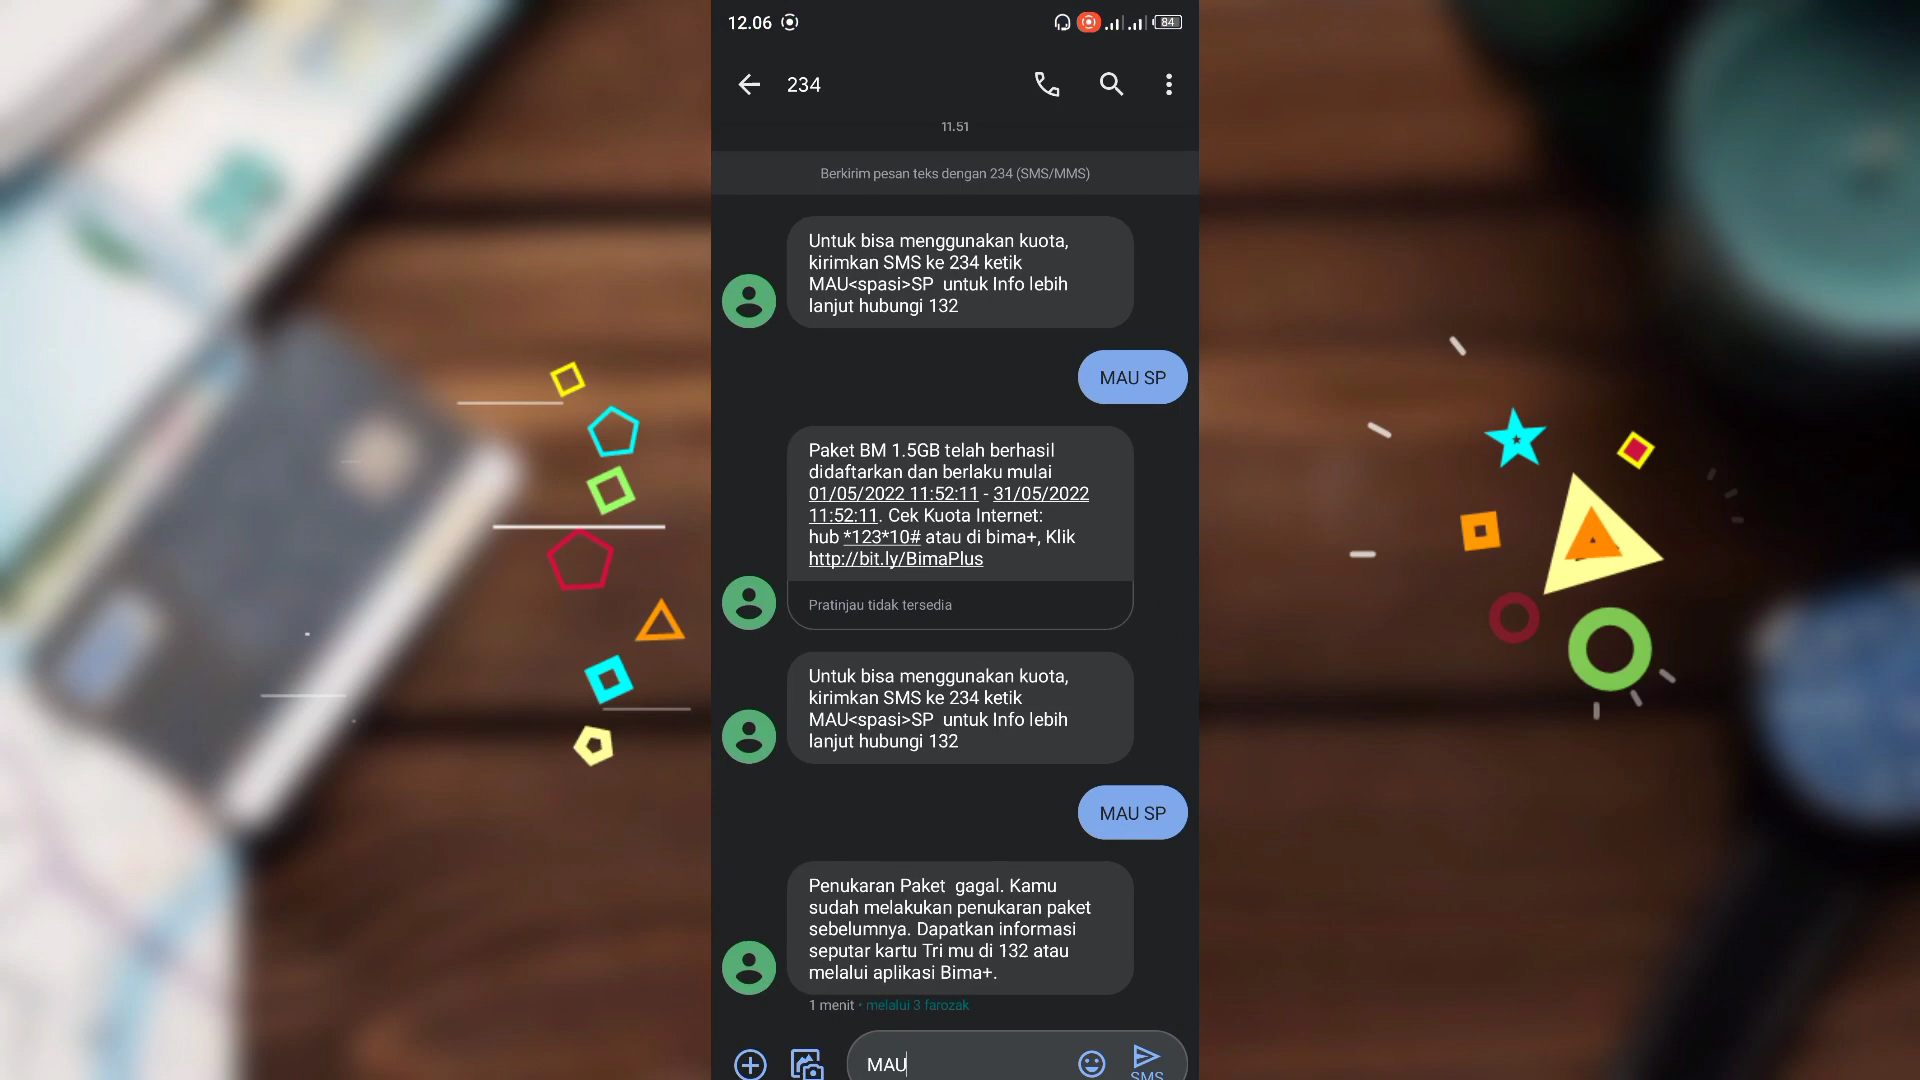 12.06
84
234
11.51
Berkirim pesan teks dengan 234 (SMS/MMS)
Untuk bisa menggunakan kuota,
kirimkan SMS ke 234 ketik
MAU<spasi>SP  untuk Info lebih
lanjut hubungi 132
MAU SP
Paket BM 1.5GB telah berhasil
didaftarkan dan berlaku mulai
01/05/2022 11:52:11 - 31/05/2022
11:52:11. Cek Kuota Internet:
hub *123*10# atau di bima+, Klik
http://bit.ly/BimaPlus
Pratinjau tidak tersedia
Untuk bisa menggunakan kuota,
kirimkan SMS ke 234 ketik
MAU<spasi>SP  untuk Info lebih
lanjut hubungi 132
MAU SP
Penukaran Paket  gagal. Kamu
sudah melakukan penukaran paket
sebelumnya. Dapatkan informasi
seputar kartu Tri mu di 132 atau
melalui aplikasi Bima+.
1 menit • melalui 3 farozak
MAU
SMS